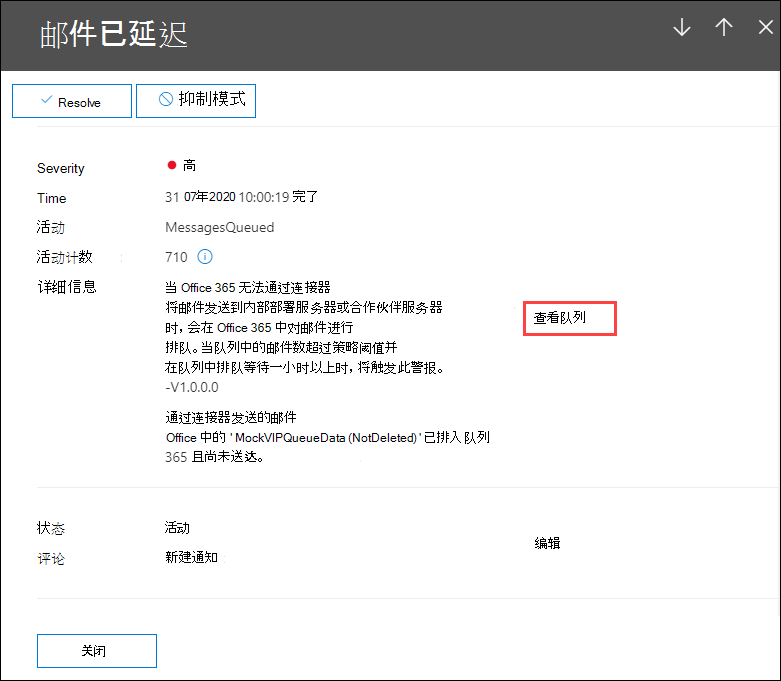 邮件已延迟
Resolve 抑制模式
Severity 高
Time 31 07年2020 10:00:19 完了
活动 MessagesQueued
活动计数 : 710
详细信息 当 Office 365 无法通过连接器
将邮件发送到内部部署服务器或合作伙伴服务器
时，会在 Office 365 中对邮件进行
排队。当队列中的邮件数超过策略阈值并
在队列中排队等待一小时以上时，将触发此警报。
-V1.0.0.0
查看队列
通过连接器发送的邮件
Office 中的 ' MockVIPQueueData (NotDeleted) ' 已排入队列
365 且尚未送达。
状态 活动
评论 新建通知
编辑
关闭